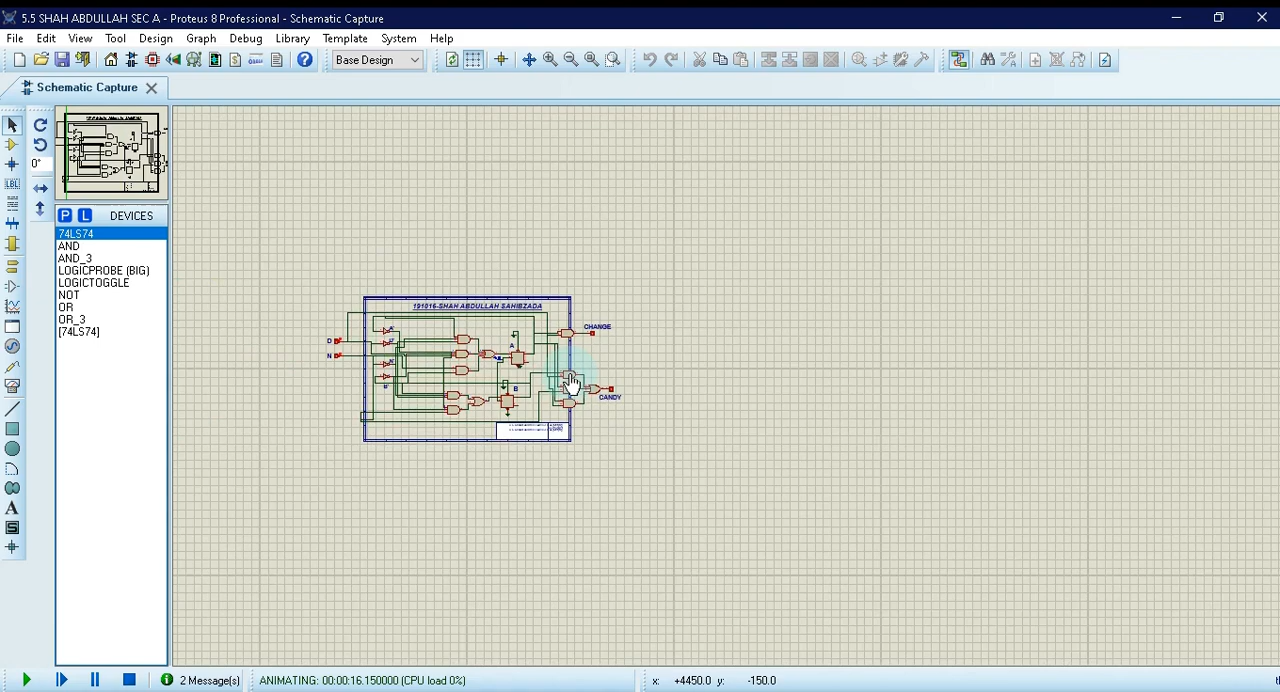 5.5 SHAH ABDULLAH SEC A - Proteus 8 Professional - Schematic Capture
File Edit View Tool Design Graph Debug Library Template System Help
Base Design
Schematic Capture
0°
P L DEVICES
74LS74
AND
AND_3
LOGICPROBE (BIG)
LOGICTOGGLE
NOT
OR
OR_3
[74LS74]
191016-SHAH ABDULLAH SAHIBZADA
CHANGE
D
N
A
B
CANDY
2 Message(s)
ANIMATING: 00:00:16.150000 (CPU load 0%)
x: +4450.0 y: -150.0